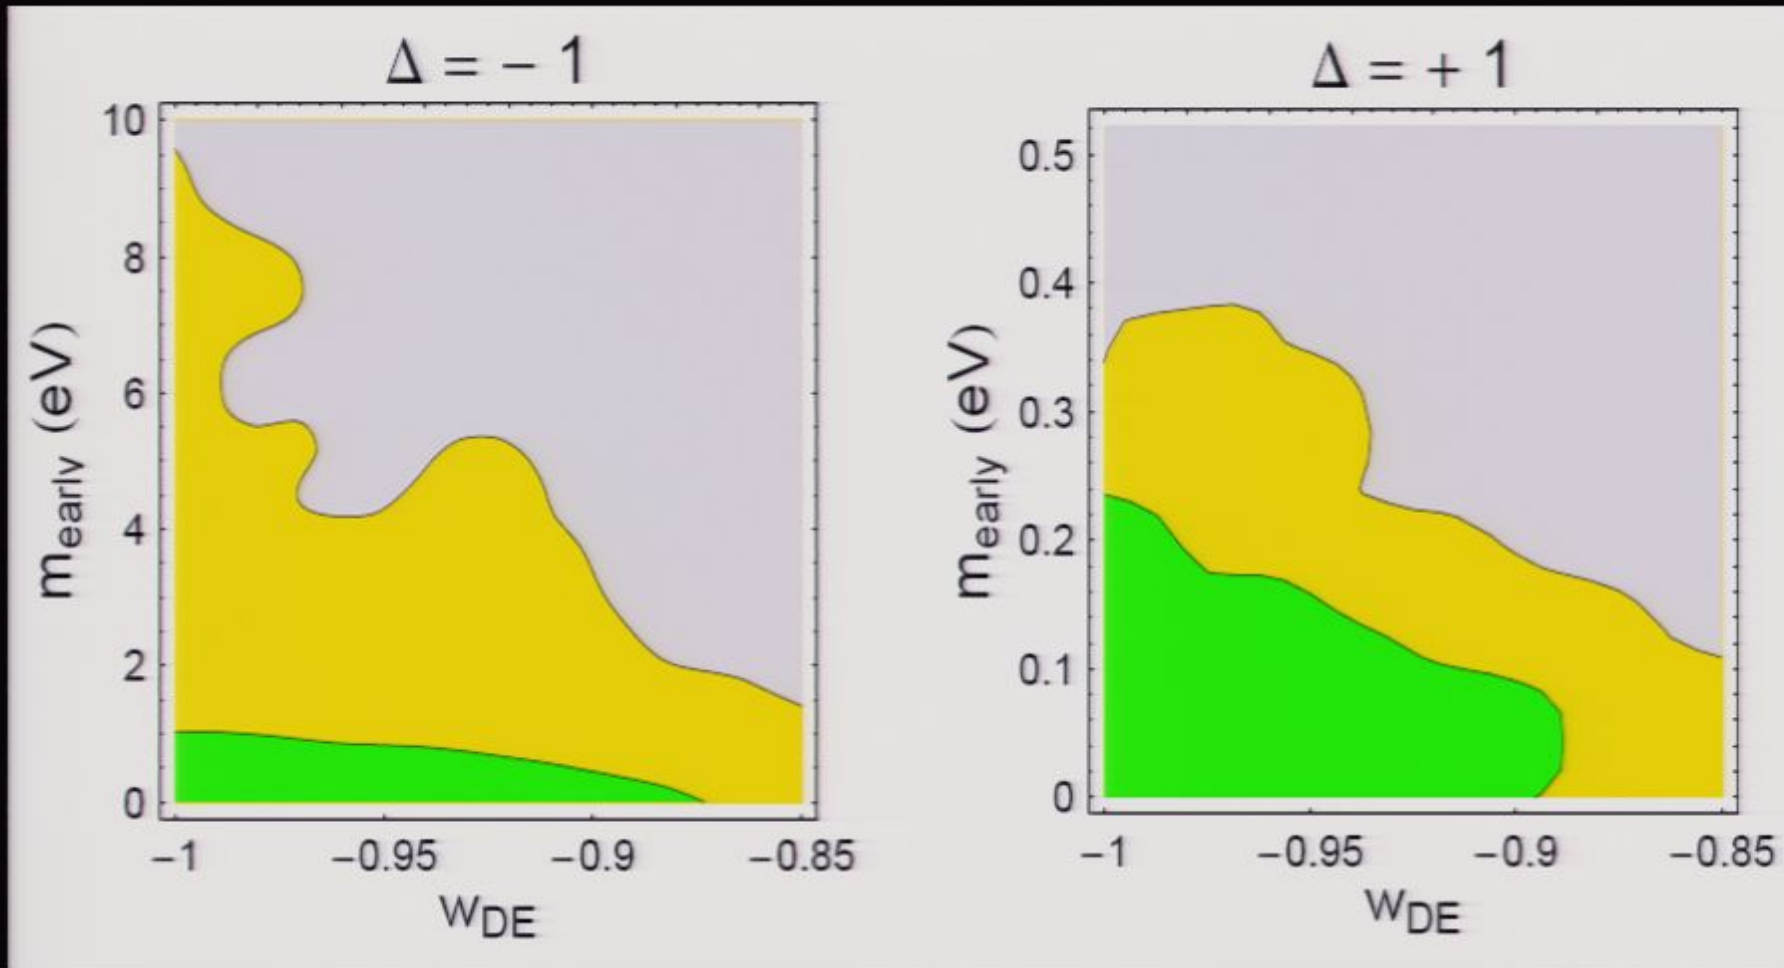 Δ = – 1
10
8
6
4
2
0
m_early (eV)
–1 –0.95 –0.9 –0.85
w_DE
Δ = + 1
0.5
0.4
0.3
0.2
0.1
0
m_early (eV)
–1 –0.95 –0.9 –0.85
w_DE